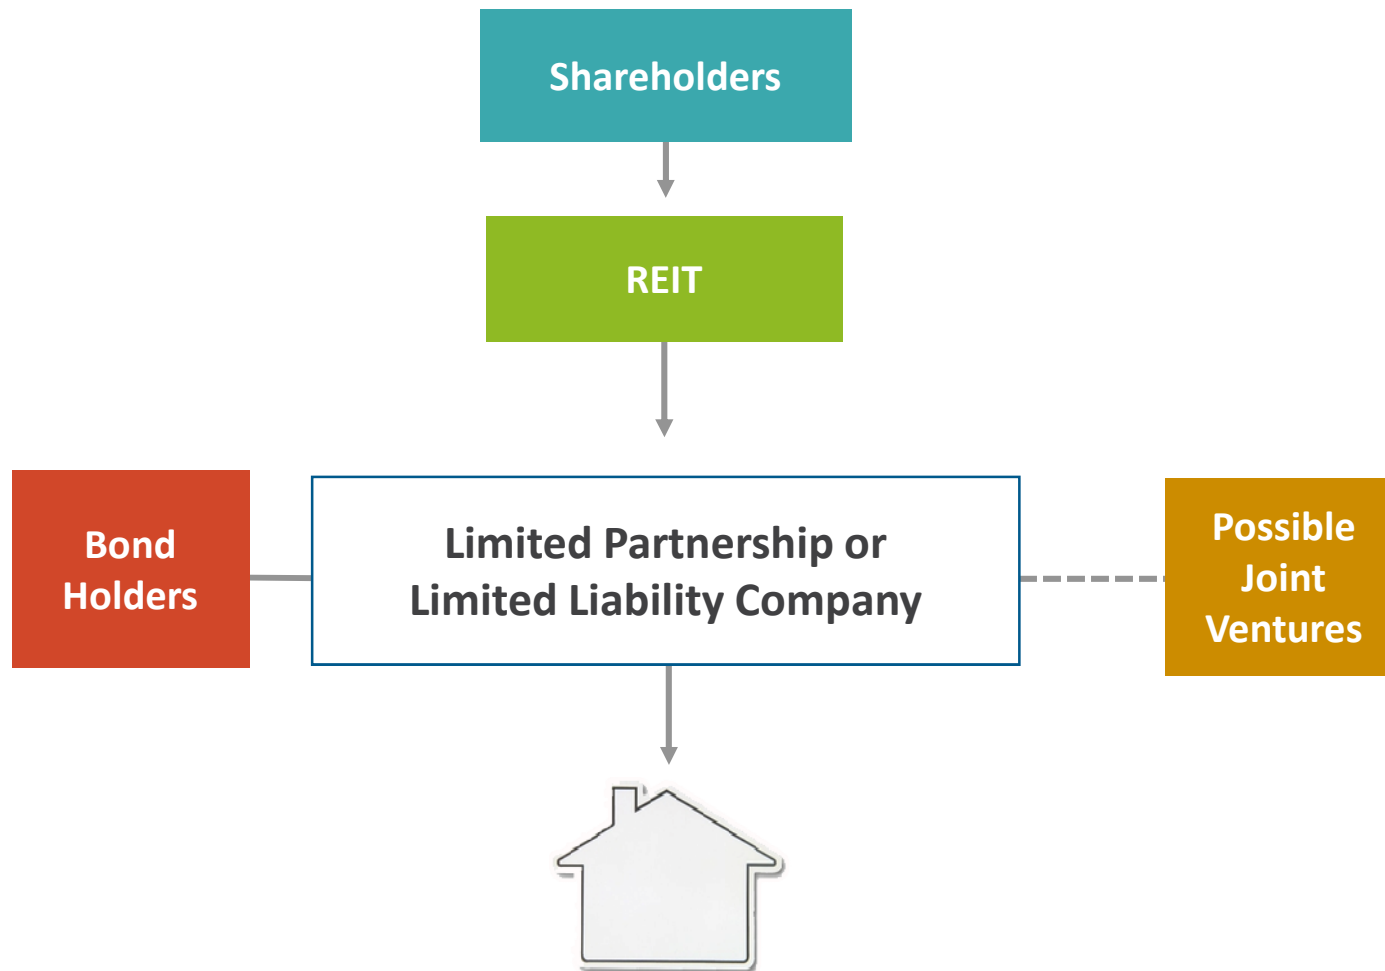 Shareholders
REIT
Bond
Holders
Limited Partnership or
Limited Liability Company
Possible
Joint
Ventures